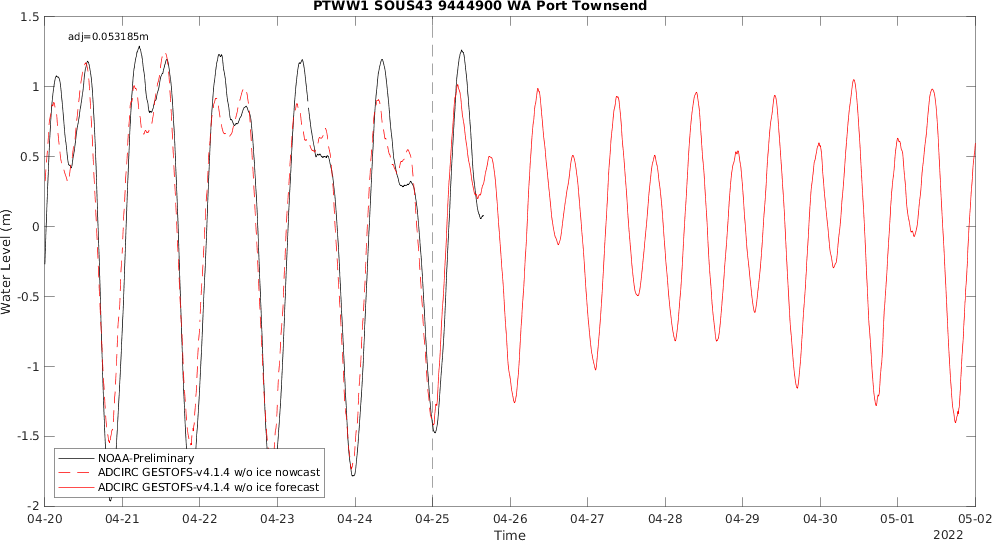 PTWW1 SOUS43 9444900 WA Port Townsend
adj=0.053185m
1.5
1
0.5
0
-0.5
-1
-1.5
-2
Water Level (m)
NOAA-Preliminary
ADCIRC GESTOFS-v4.1.4 w/o ice nowcast
ADCIRC GESTOFS-v4.1.4 w/o ice forecast
04-20 04-21 04-22 04-23 04-24 04-25 04-26 04-27 04-28 04-29 04-30 05-01 05-02
Time
2022